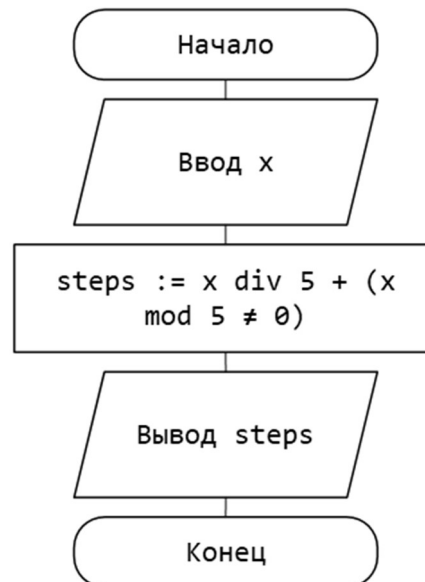 Начало
Ввод x
steps := x div 5 + (x
mod 5 ≠ 0)
Вывод steps
Конец